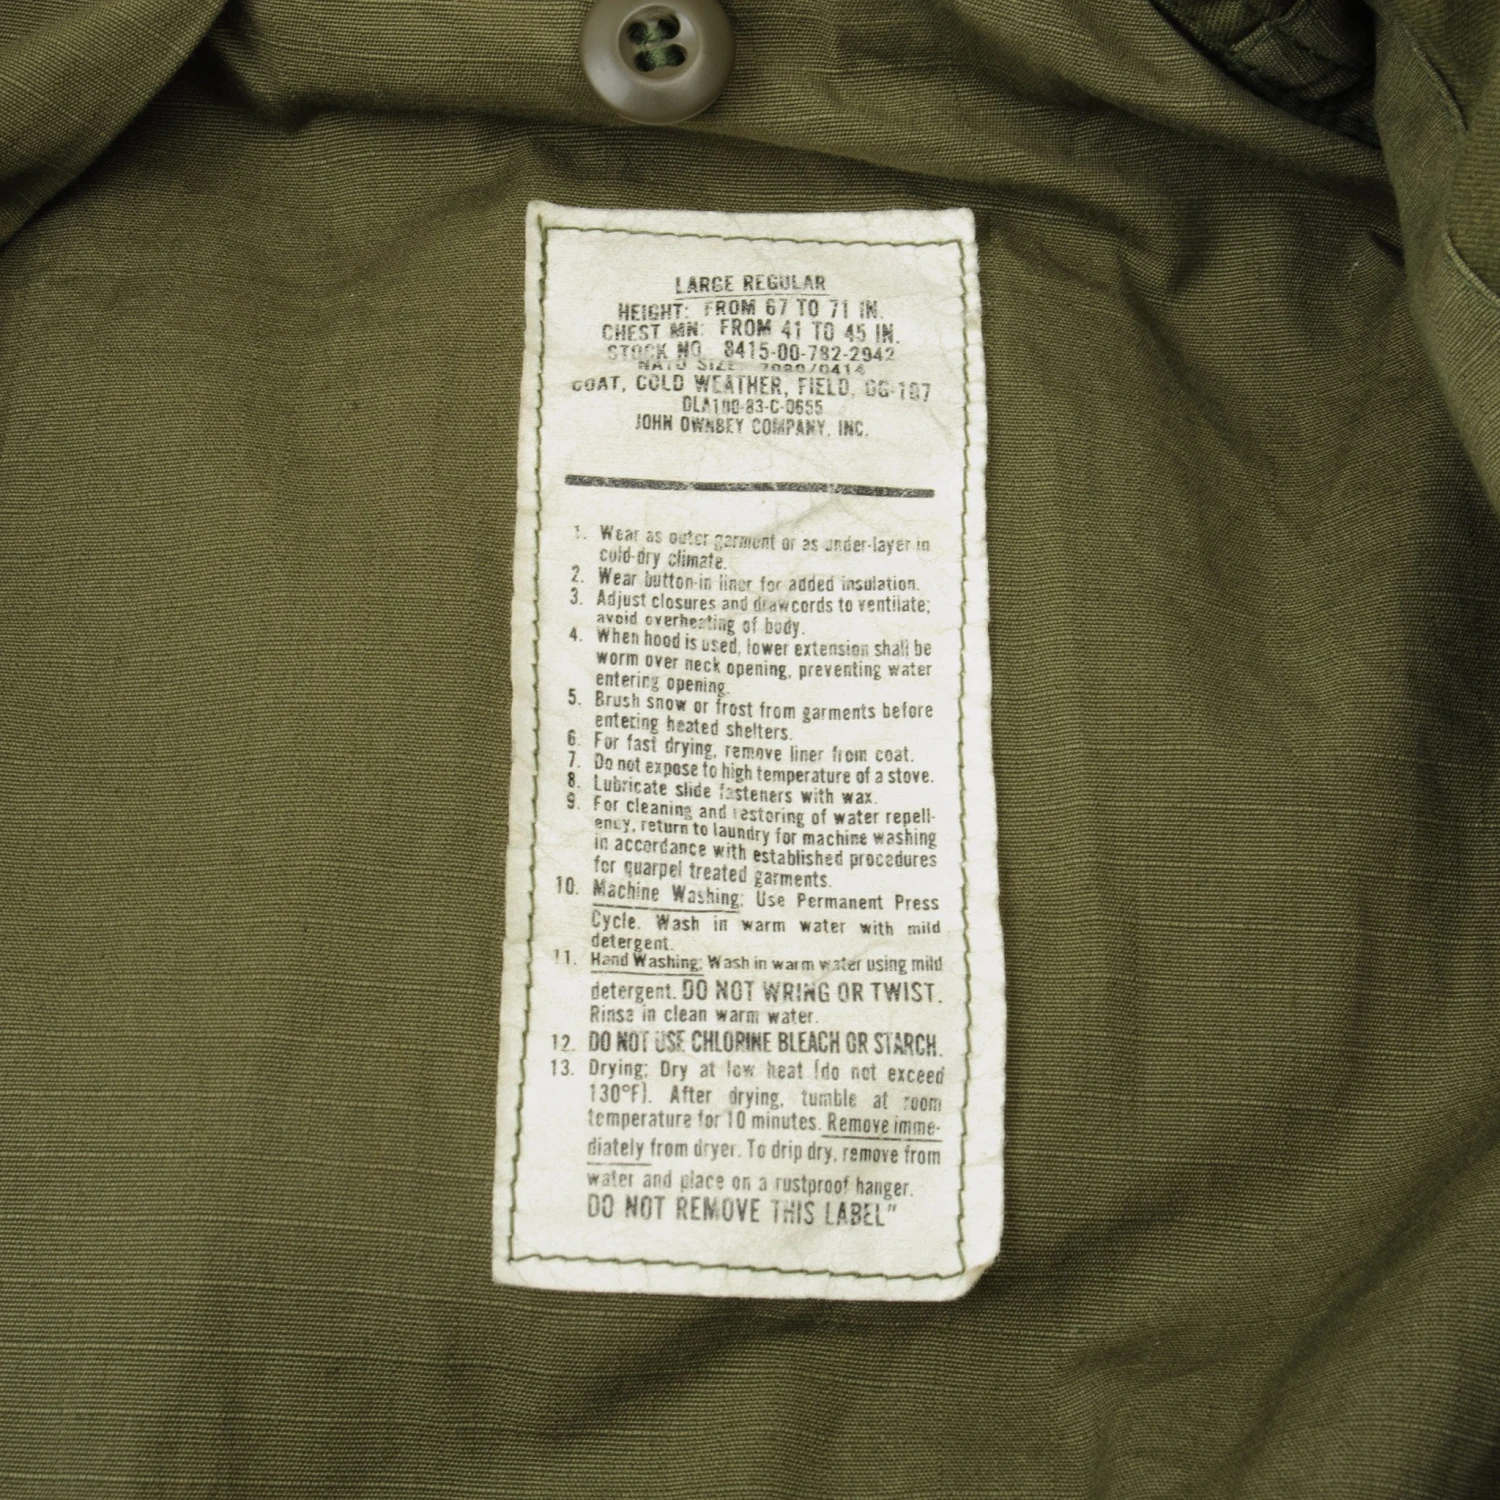 LARGE REGULAR
HEIGHT: FROM 67 TO 71 IN.
CHEST MN: FROM 41 TO 45 IN.
STOCK NO. 8415-00-782-2942
NATO SIZE 7080/0414
COAT, COLD WEATHER, FIELD, OG-107
DLA100-83-C-0655
JOHN OWNBEY COMPANY, INC.
1. Wear as outer garment or as under-layer in
cold-dry climate.
2. Wear button-in liner for added insulation.
3. Adjust closures and drawcords to ventilate;
avoid overheating of body.
4. When hood is used, lower extension shall be
worm over neck opening, preventing water
entering opening.
5. Brush snow or frost from garments before
entering heated shelters.
6. For fast drying, remove liner from coat.
7. Do not expose to high temperature of a stove.
8. Lubricate slide fasteners with wax.
9. For cleaning and restoring of water repell-
ency, return to laundry for machine washing
in accordance with established procedures
for quarpel treated garments.
10. Machine Washing: Use Permanent Press
Cycle. Wash in warm water with mild
detergent.
11. Hand Washing: Wash in warm water using mild
detergent. DO NOT WRING OR TWIST.
Rinse in clean warm water.
12. DO NOT USE CHLORINE BLEACH OR STARCH.
13. Drying: Dry at low heat (do not exceed
130°F). After drying, tumble at room
temperature for 10 minutes. Remove imme-
diately from dryer. To drip dry, remove from
water and place on a rustproof hanger.
DO NOT REMOVE THIS LABEL"